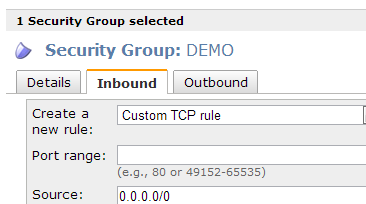 1 Security Group selected
Security Group: DEMO
Details Inbound Outbound
Create a new rule: Custom TCP rule
Port range:
(e.g., 80 or 49152-65535)
Source: 0.0.0.0/0